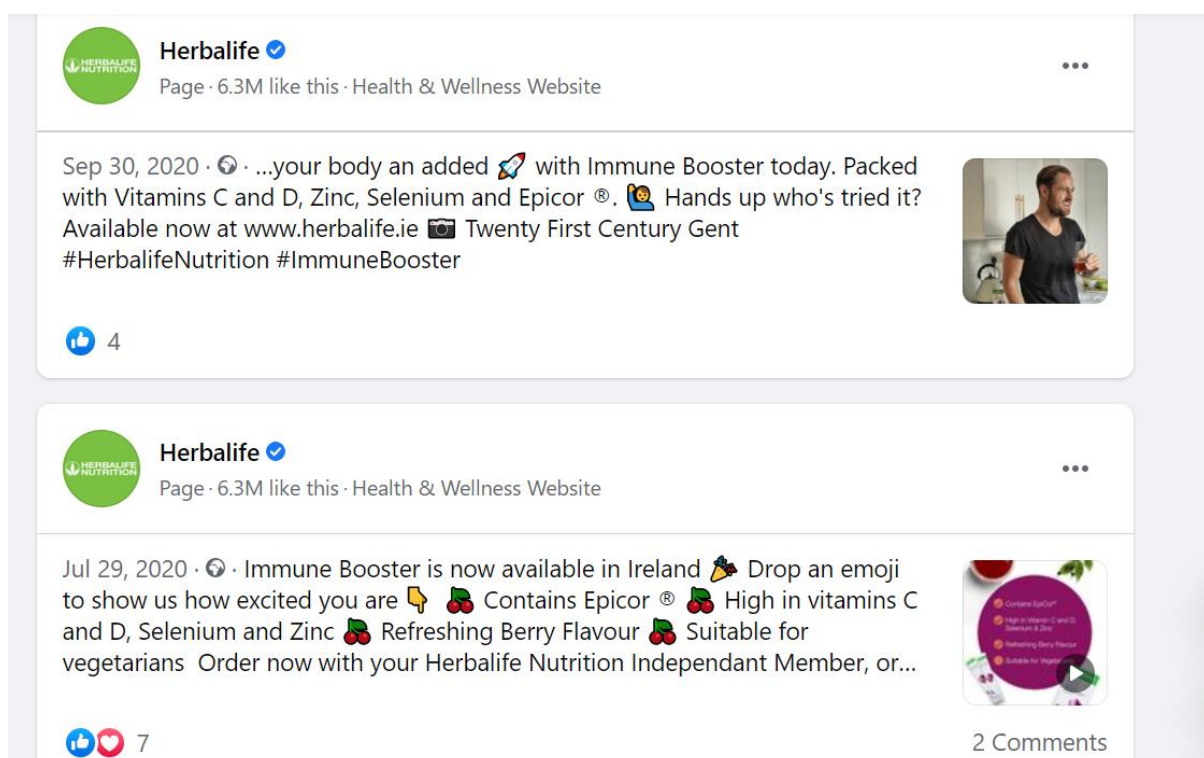 HERBALIFE
NUTRITION
Herbalife
Page · 6.3M like this · Health & Wellness Website
Sep 30, 2020 · ...your body an added 🚀 with Immune Booster today. Packed
with Vitamins C and D, Zinc, Selenium and Epicor ®. 🙋 Hands up who's tried it?
Available now at www.herbalife.ie 📷 Twenty First Century Gent
#HerbalifeNutrition #ImmuneBooster
4
HERBALIFE
NUTRITION
Herbalife
Page · 6.3M like this · Health & Wellness Website
Jul 29, 2020 · Immune Booster is now available in Ireland 🎉 Drop an emoji
to show us how excited you are 👇 🍒 Contains Epicor ® 🍒 High in vitamins C
and D, Selenium and Zinc 🍒 Refreshing Berry Flavour 🍒 Suitable for
vegetarians Order now with your Herbalife Nutrition Independant Member, or...
Contains EpiCor®
High in Vitamin C and D,
Selenium & Zinc
Refreshing Berry Flavour
Suitable for
7
2 Comments